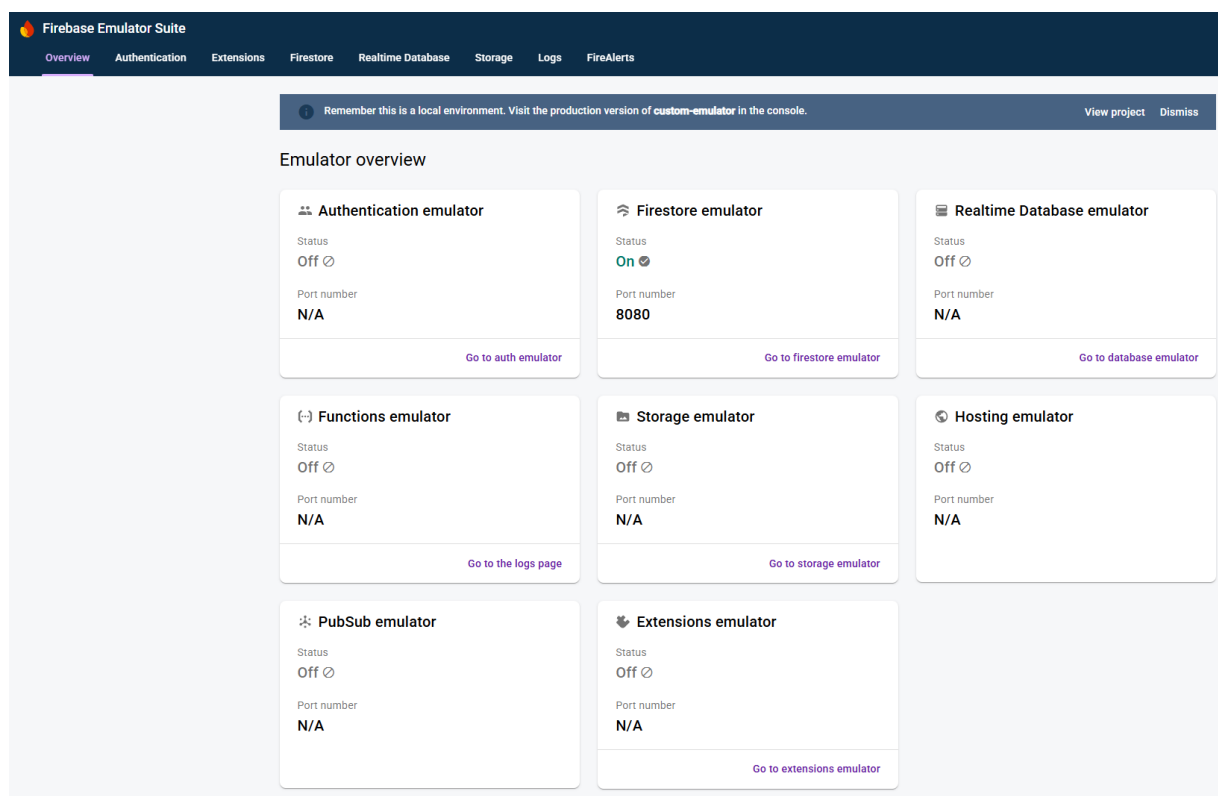 Firebase Emulator Suite
Overview Authentication Extensions Firestore Realtime Database Storage Logs FireAlerts
Remember this is a local environment. Visit the production version of custom-emulator in the console. View project Dismiss
Emulator overview
Authentication emulator
Status
Off
Port number
N/A
Go to auth emulator
Firestore emulator
Status
On
Port number
8080
Go to firestore emulator
Realtime Database emulator
Status
Off
Port number
N/A
Go to database emulator
Functions emulator
Status
Off
Port number
N/A
Go to the logs page
Storage emulator
Status
Off
Port number
N/A
Go to storage emulator
Hosting emulator
Status
Off
Port number
N/A
PubSub emulator
Status
Off
Port number
N/A
Extensions emulator
Status
Off
Port number
N/A
Go to extensions emulator